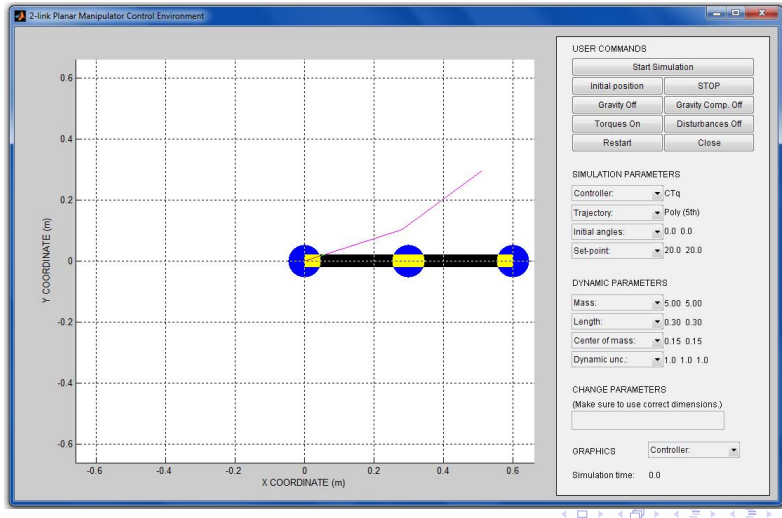 2-link Planar Manipulator Control Environment
0.6
0.4
0.2
0
-0.2
-0.4
-0.6
Y COORDINATE (m)
-0.6 -0.4 -0.2 0 0.2 0.4 0.6
X COORDINATE (m)
USER COMMANDS
Start Simulation
Initial position STOP
Gravity Off Gravity Comp. Off
Torques On Disturbances Off
Restart Close
SIMULATION PARAMETERS
Controller: CTq
Trajectory: Poly (5th)
Initial angles: 0.0 0.0
Set-point: 20.0 20.0
DYNAMIC PARAMETERS
Mass: 5.00 5.00
Length: 0.30 0.30
Center of mass: 0.15 0.15
Dynamic unc.: 1.0 1.0 1.0
CHANGE PARAMETERS
(Make sure to use correct dimensions.)
GRAPHICS Controller:
Simulation time: 0.0